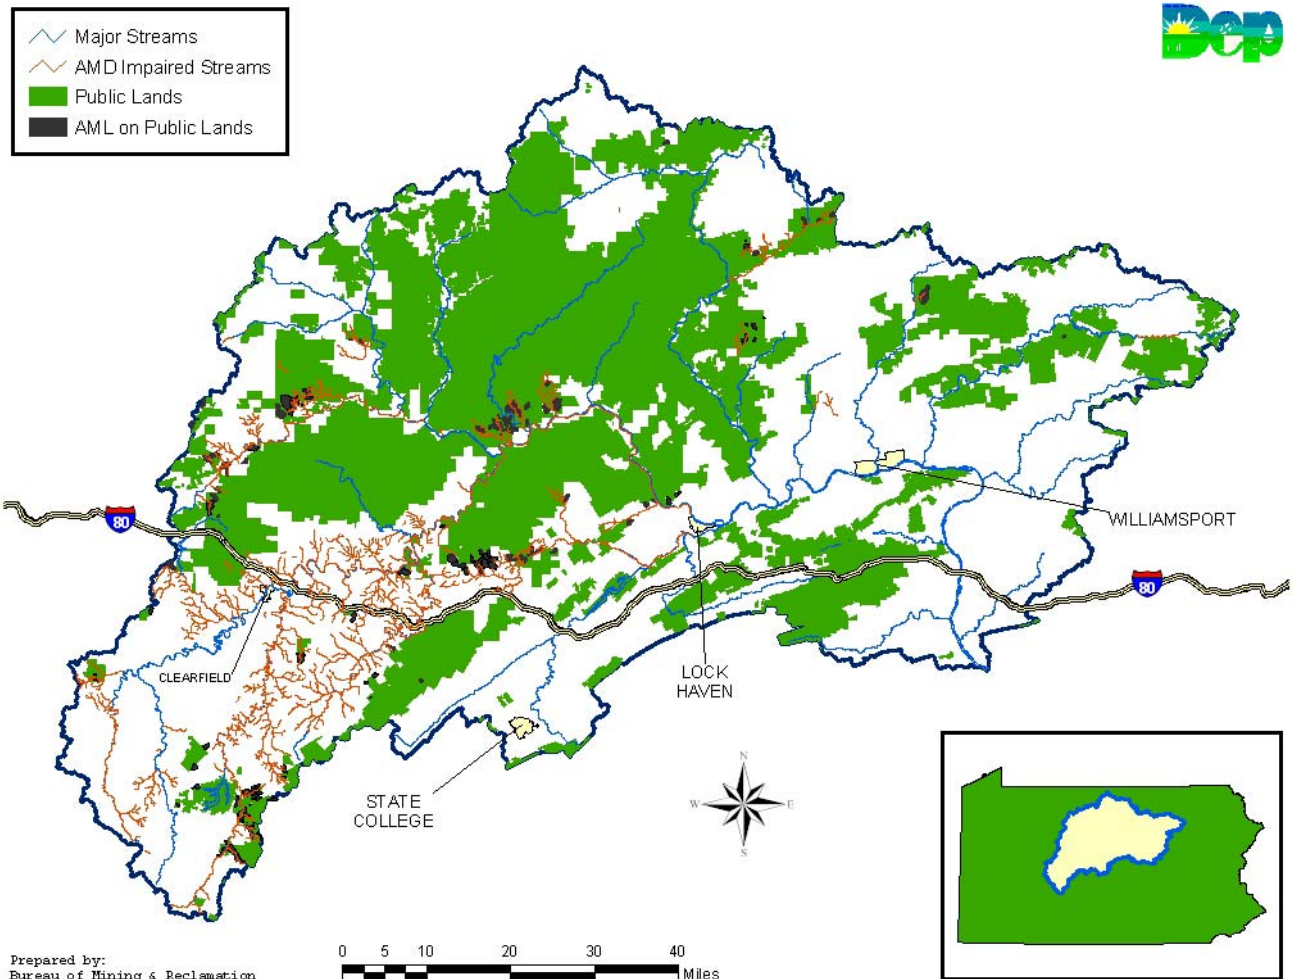 Major Streams
AMD Impaired Streams
Public Lands
AML on Public Lands
Dep
80
WILLIAMSPORT
80
CLEARFIELD
LOCK
HAVEN
STATE
COLLEGE
N
W E
S
0 5 10 20 30 40
Miles
Prepared by:
Bureau of Mining & Reclamation